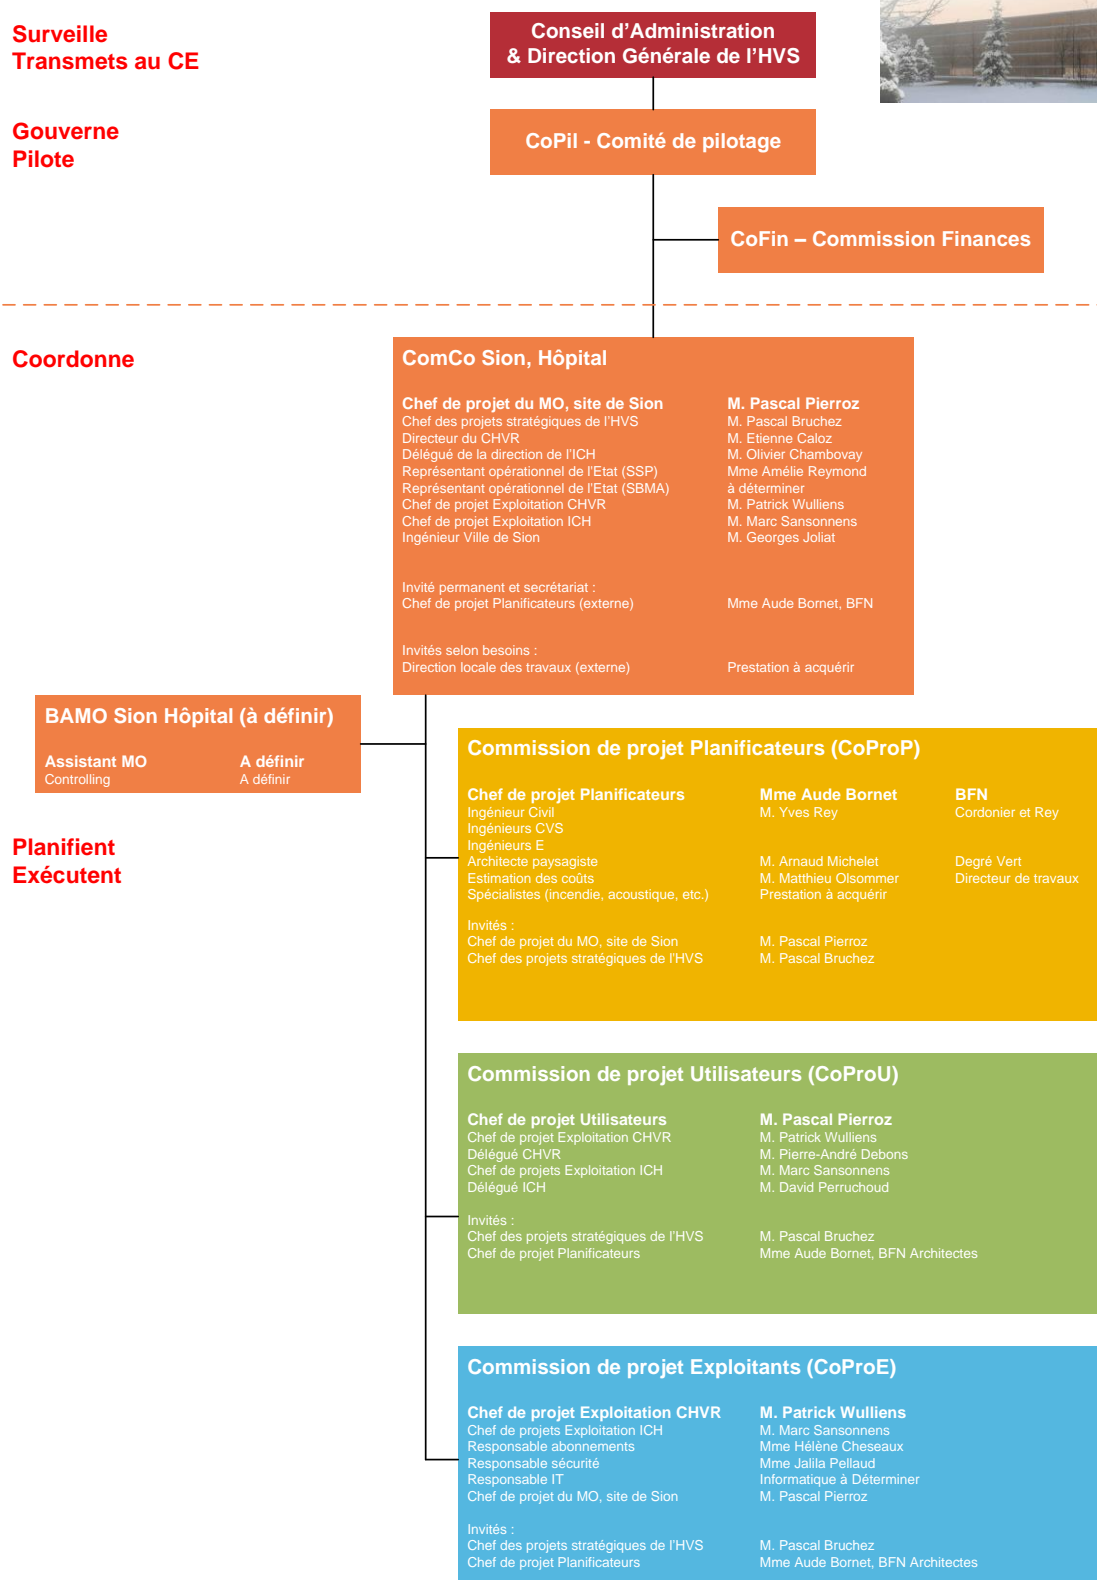 Surveille
Transmets au CE
Conseil d'Administration
& Direction Générale de l'HVS
Gouverne
Pilote
CoPil - Comité de pilotage
CoFin – Commission Finances
Coordonne
ComCo Sion, Hôpital
Chef de projet du MO, site de Sion M. Pascal Pierroz
Chef des projets stratégiques de l'HVS M. Pascal Bruchez
Directeur du CHVR M. Etienne Caloz
Délégué de la direction de l'ICH M. Olivier Chambovay
Représentant opérationnel de l'Etat (SSP) Mme Amélie Reymond
Représentant opérationnel de l'Etat (SBMA) à déterminer
Chef de projet Exploitation CHVR M. Patrick Wulliens
Chef de projet Exploitation ICH M. Marc Sansonnens
Ingénieur Ville de Sion M. Georges Joliat
Invité permanent et secrétariat :
Chef de projet Planificateurs (externe) Mme Aude Bornet, BFN
Invités selon besoins :
Direction locale des travaux (externe) Prestation à acquérir
BAMO Sion Hôpital (à définir)
Assistant MO A définir
Controlling A définir
Planifient
Exécutent
Commission de projet Planificateurs (CoProP)
Chef de projet Planificateurs Mme Aude Bornet BFN
Ingénieur Civil M. Yves Rey Cordonier et Rey
Ingénieurs CVS
Ingénieurs E
Architecte paysagiste M. Arnaud Michelet Degré Vert
Estimation des coûts M. Matthieu Olsommer Directeur de travaux
Spécialistes (incendie, acoustique, etc.) Prestation à acquérir
Invités :
Chef de projet du MO, site de Sion M. Pascal Pierroz
Chef des projets stratégiques de l'HVS M. Pascal Bruchez
Commission de projet Utilisateurs (CoProU)
Chef de projet Utilisateurs M. Pascal Pierroz
Chef de projet Exploitation CHVR M. Patrick Wulliens
Délégué CHVR M. Pierre-André Debons
Chef de projets Exploitation ICH M. Marc Sansonnens
Délégué ICH M. David Perruchoud
Invités :
Chef des projets stratégiques de l'HVS M. Pascal Bruchez
Chef de projet Planificateurs Mme Aude Bornet, BFN Architectes
Commission de projet Exploitants (CoProE)
Chef de projet Exploitation CHVR M. Patrick Wulliens
Chef de projets Exploitation ICH M. Marc Sansonnens
Responsable abonnements Mme Hélène Cheseaux
Responsable sécurité Mme Jalila Pellaud
Responsable IT Informatique à Déterminer
Chef de projet du MO, site de Sion M. Pascal Pierroz
Invités :
Chef des projets stratégiques de l'HVS M. Pascal Bruchez
Chef de projet Planificateurs Mme Aude Bornet, BFN Architectes